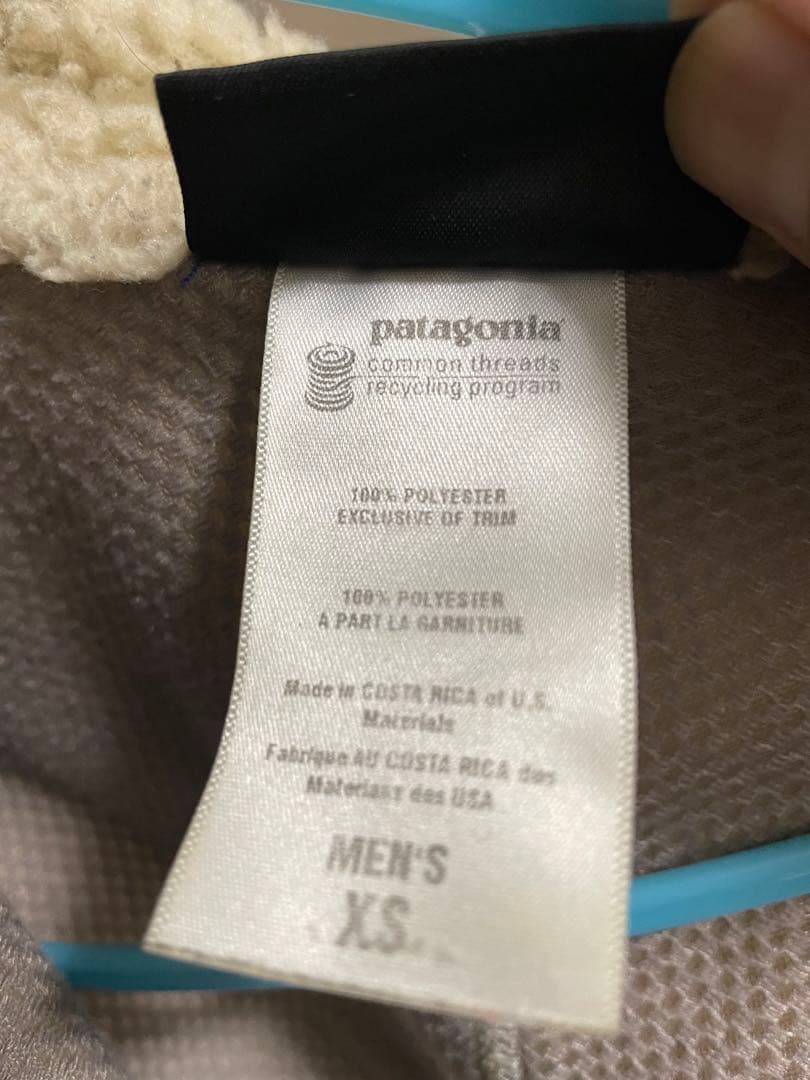 patagonia
common threads
recycling program
100% POLYESTER
EXCLUSIVE OF TRIM
100% POLYESTER
À PART LA GARNITURE
Made in COSTA RICA of U.S.
Materials
Fabrique AU COSTA RICA des
Materiaux des USA
MEN'S
XS